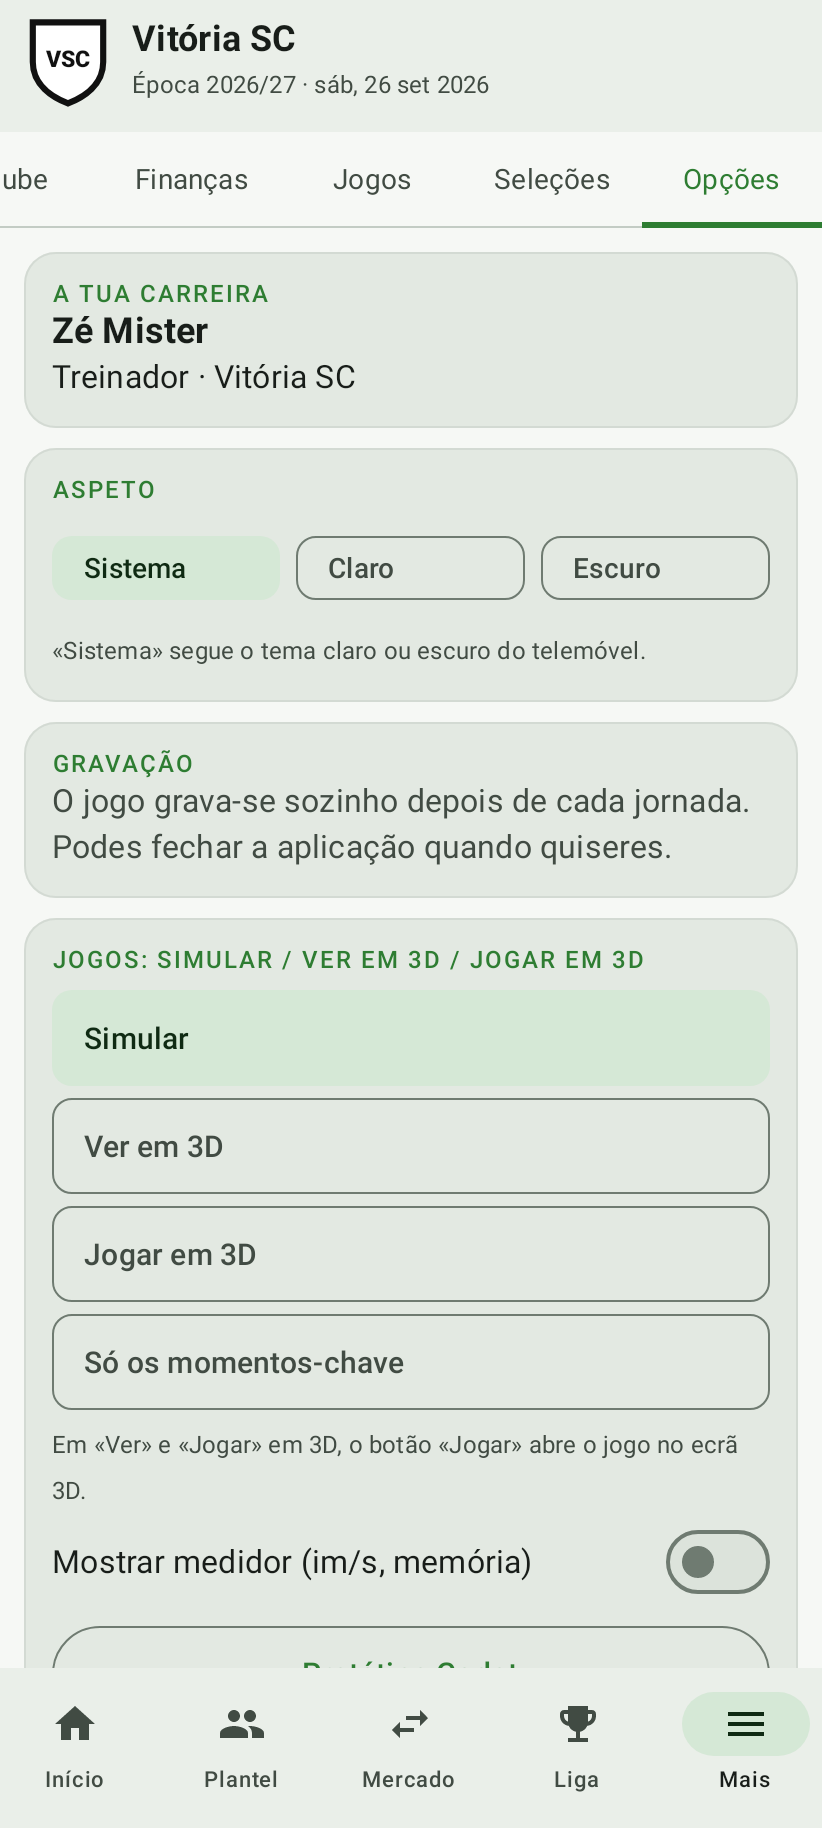 VSC
Vitória SC
Época 2026/27 · sáb, 26 set 2026
ube
Finanças
Jogos
Seleções
Opções
A TUA CARREIRA
Zé Mister
Treinador · Vitória SC
ASPETO
Sistema
Claro
Escuro
«Sistema» segue o tema claro ou escuro do telemóvel.
GRAVAÇÃO
O jogo grava-se sozinho depois de cada jornada.
Podes fechar a aplicação quando quiseres.
JOGOS: SIMULAR / VER EM 3D / JOGAR EM 3D
Simular
Ver em 3D
Jogar em 3D
Só os momentos-chave
Em «Ver» e «Jogar» em 3D, o botão «Jogar» abre o jogo no ecrã
3D.
Mostrar medidor (im/s, memória)
Início
Plantel
Mercado
Liga
Mais